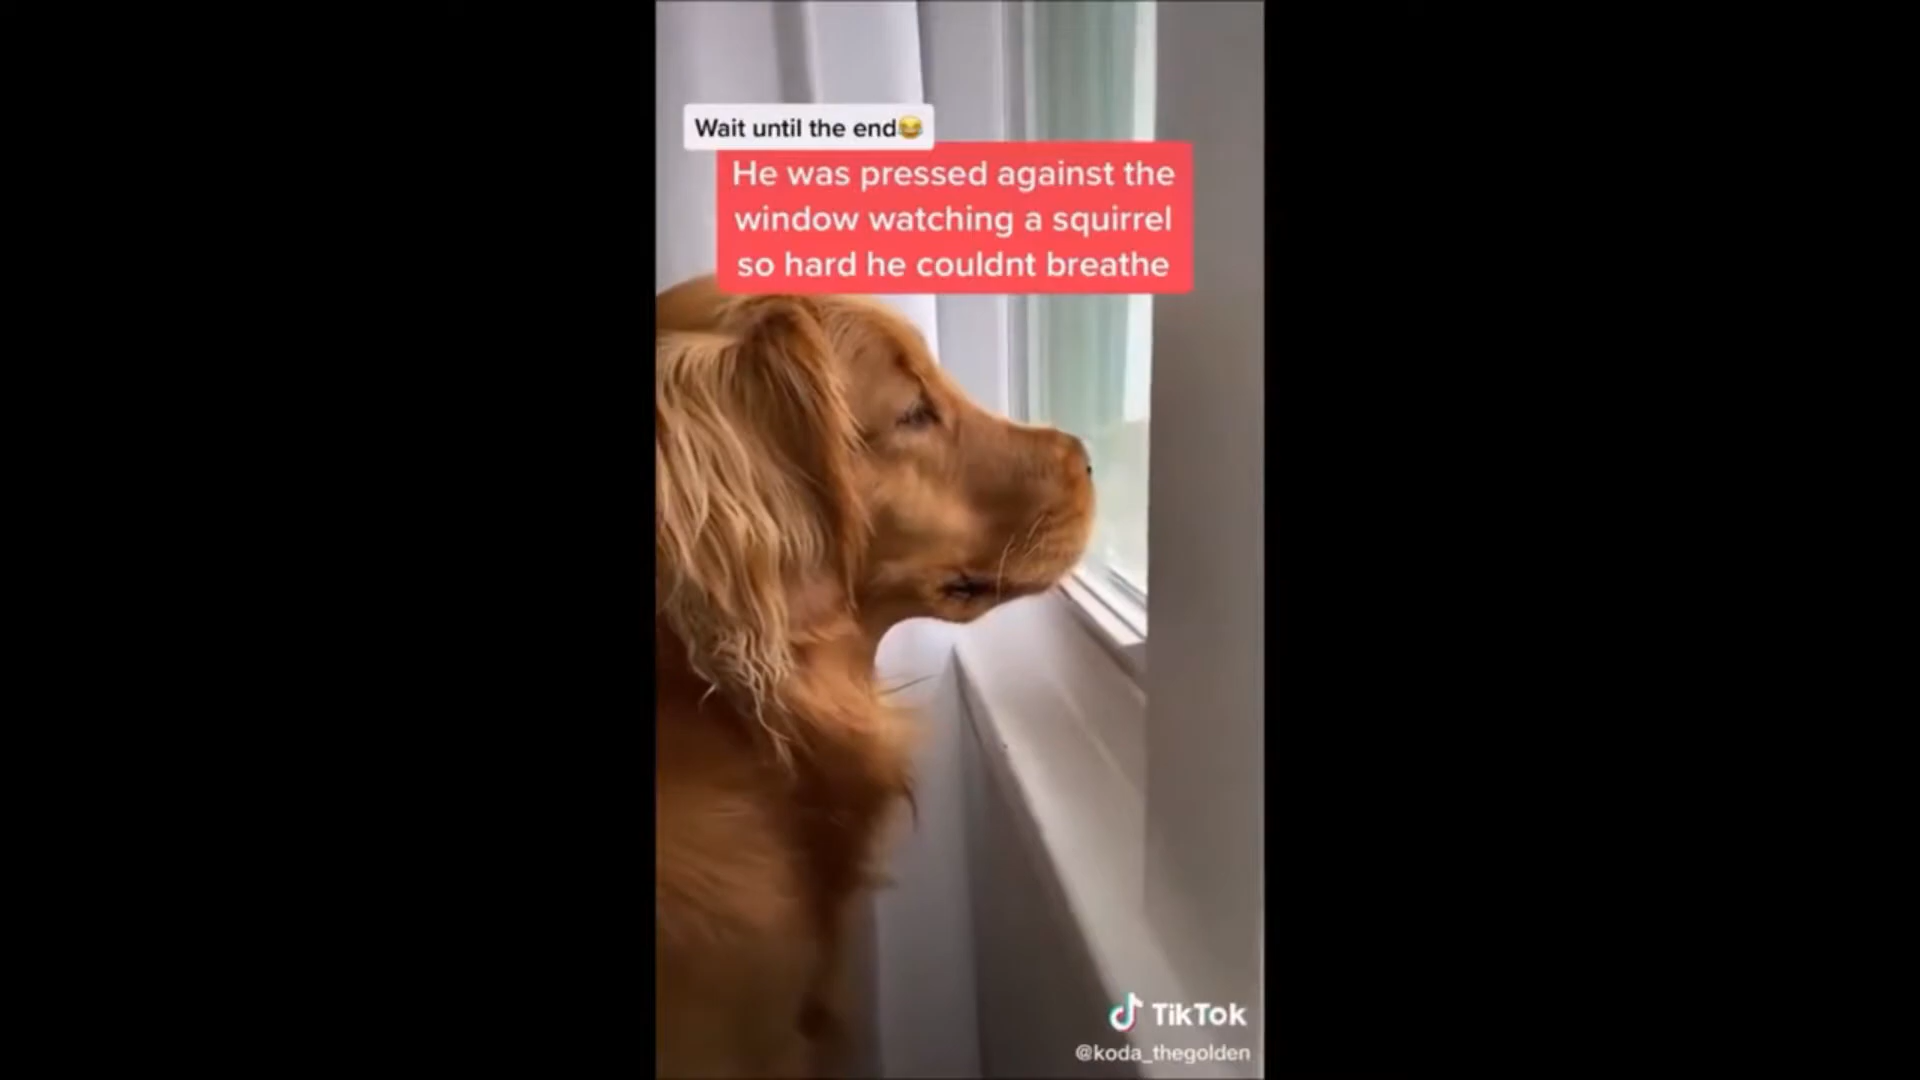 Wait until the end😂
He was pressed against the
window watching a squirrel
so hard he couldnt breathe
TikTok
@koda_thegolden